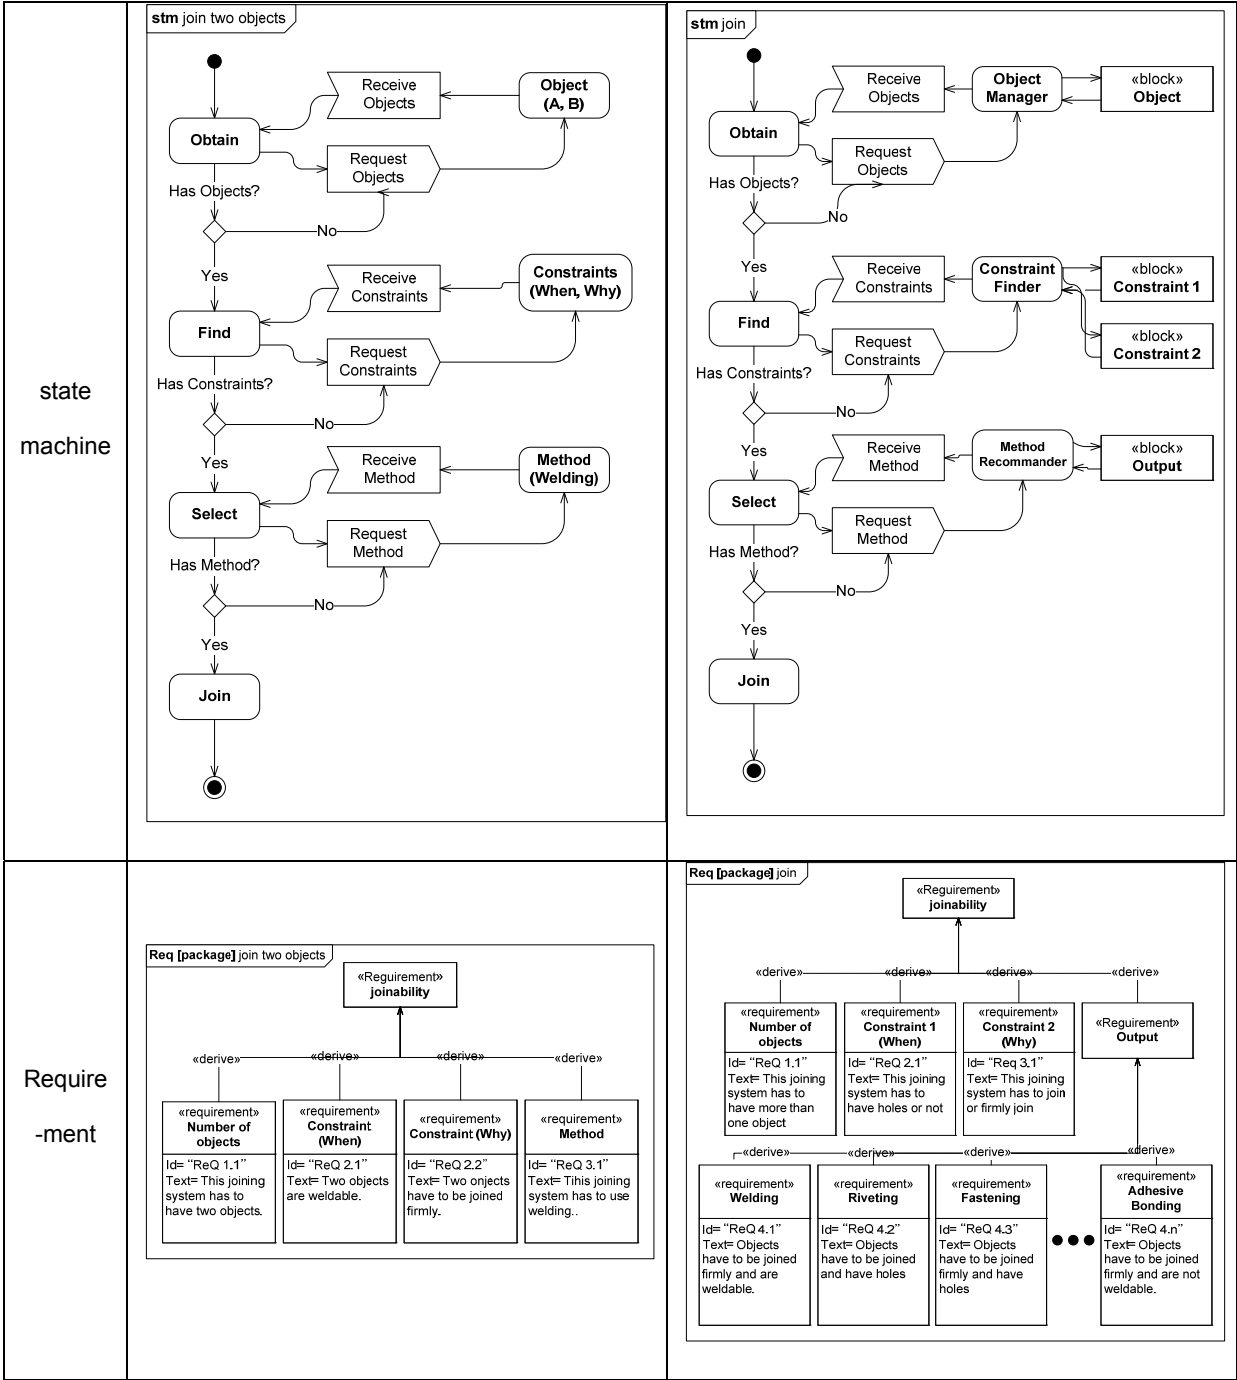 state
machine
stm join two objects
Receive
Objects
Object
(A, B)
Obtain
Request
Objects
Has Objects?
No
Yes
Receive
Constraints
Constraints
(When, Why)
Find
Request
Constraints
Has Constraints?
No
Yes
Receive
Method
Method
(Welding)
Select
Request
Method
Has Method?
No
Yes
Join
stm join
Receive
Objects
Object
Manager
«block»
Object
Obtain
Request
Objects
Has Objects?
No
Yes
Receive
Constraints
Constraint
Finder
«block»
Constraint 1
Find
Request
Constraints
«block»
Constraint 2
Has Constraints?
No
Yes
Receive
Method
Method
Recommander
«block»
Output
Select
Request
Method
Has Method?
No
Yes
Join
Require
-ment
Req [package] join two objects
«Reguirement»
joinability
«derive»
«derive»
«derive»
«derive»
«requirement»
Number of
objects
Id= “ReQ 1.1”
Text= This joining
system has to
have two objects.
«requirement»
Constraint
(When)
Id= “ReQ 2.1”
Text= Two objects
are weldable.
«requirement»
Constraint (Why)
Id= “ReQ 2.2”
Text= Two onjects
have to be joined
firmly.
«requirement»
Method
Id= “ReQ 3.1”
Text= Tihis joining
system has to use
welding..
Req [package] join
«Reguirement»
joinability
«derive»
«derive»
«derive»
«derive»
«requirement»
Number of
objects
Id= “ReQ 1.1”
Text= This joining
system has to
have more than
one object
«requirement»
Constraint 1
(When)
Id= “ReQ 2.1”
Text= This joining
system has to
have holes or not
«requirement»
Constraint 2
(Why)
Id= “Req 3.1”
Text= This joining
system has to join
or firmly join
«Reguirement»
Output
«derive»
«derive»
«derive»
«derive»
«requirement»
Welding
Id= “ReQ 4.1”
Text= Objects
have to be joined
firmly and are
weldable.
«requirement»
Riveting
Id= “ReQ 4.2”
Text= Objects
have to be joined
and have holes
«requirement»
Fastening
Id= “ReQ 4.3”
Text= Objects
have to be joined
firmly and have
holes
«requirement»
Adhesive
Bonding
Id= “ReQ 4.n”
Text= Objects
have to be joined
firmly and are not
weldable.